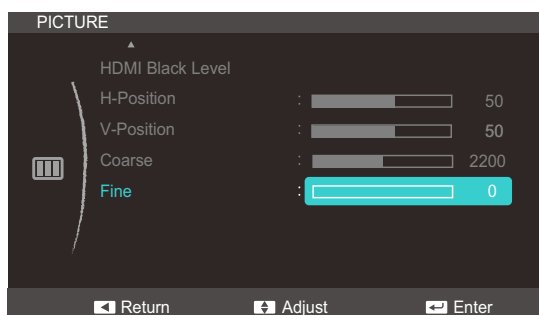 PICTURE
HDMI Black Level
H-Position : 50
V-Position : 50
Coarse : 2200
Fine : 0
Return Adjust Enter